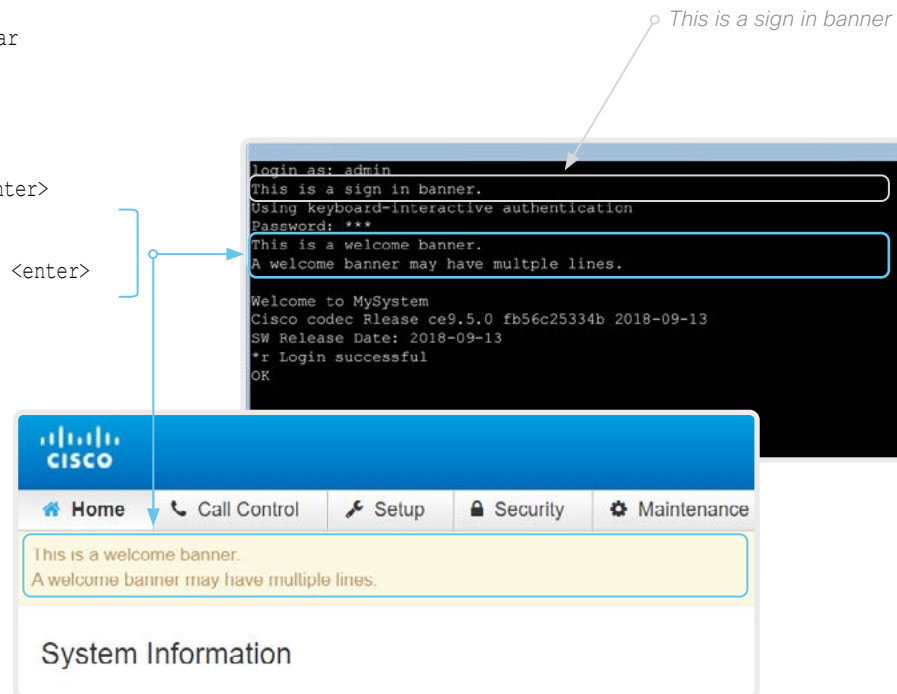 This is a sign in banner
ar
nter>
<enter>
login as: admin
This is a sign in banner.
Using keyboard-interactive authentication
Password: ***
This is a welcome banner.
A welcome banner may have multple lines.
Welcome to MySystem
Cisco codec Rlease ce9.5.0 fb56c25334b 2018-09-13
SW Release Date: 2018-09-13
*r Login successful
OK
CISCO
Home Call Control Setup Security Maintenance
This is a welcome banner.
A welcome banner may have multiple lines.
System Information